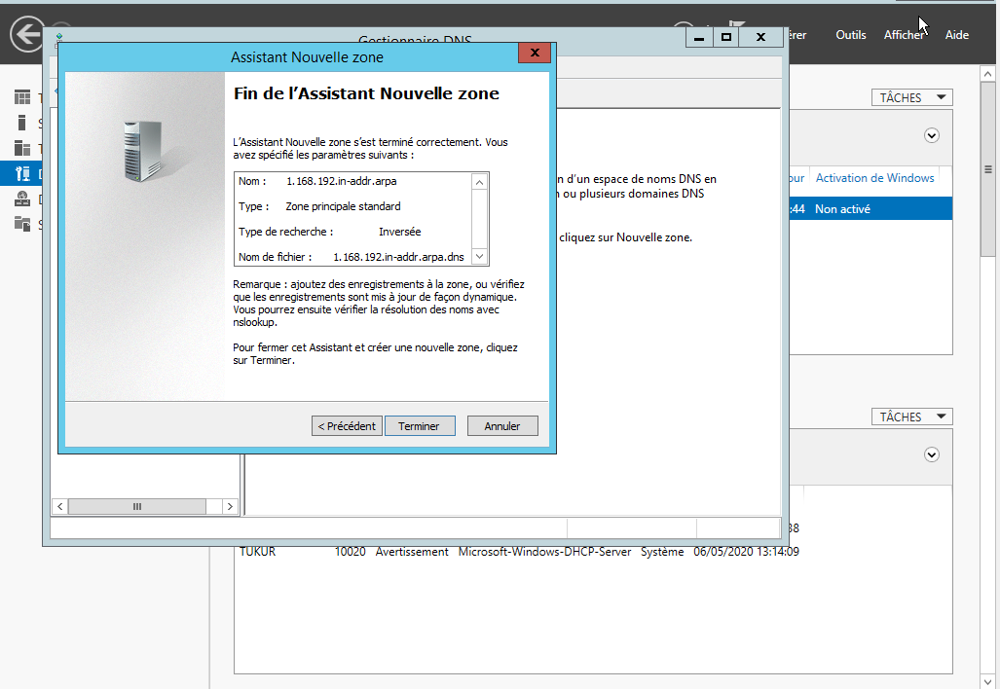 Gestionnaire DNS
Outils
Afficher
Aide
Assistant Nouvelle zone
Fin de l'Assistant Nouvelle zone
L'Assistant Nouvelle zone s'est terminé correctement. Vous
avez spécifié les paramètres suivants :
Nom : 1.168.192.in-addr.arpa
Type : Zone principale standard
Type de recherche : Inversée
Nom de fichier : 1.168.192.in-addr.arpa.dns
Remarque : ajoutez des enregistrements à la zone, ou vérifiez
que les enregistrements sont mis à jour de façon dynamique.
Vous pourrez ensuite vérifier la résolution des noms avec
nslookup.
Pour fermer cet Assistant et créer une nouvelle zone, cliquez
sur Terminer.
< Précédent
Terminer
Annuler
d'un espace de noms DNS en
ou plusieurs domaines DNS
cliquez sur Nouvelle zone.
TÂCHES
Activation de Windows
:44 Non activé
TÂCHES
38
TUKUR 10020 Avertissement Microsoft-Windows-DHCP-Server Système 06/05/2020 13:14:09